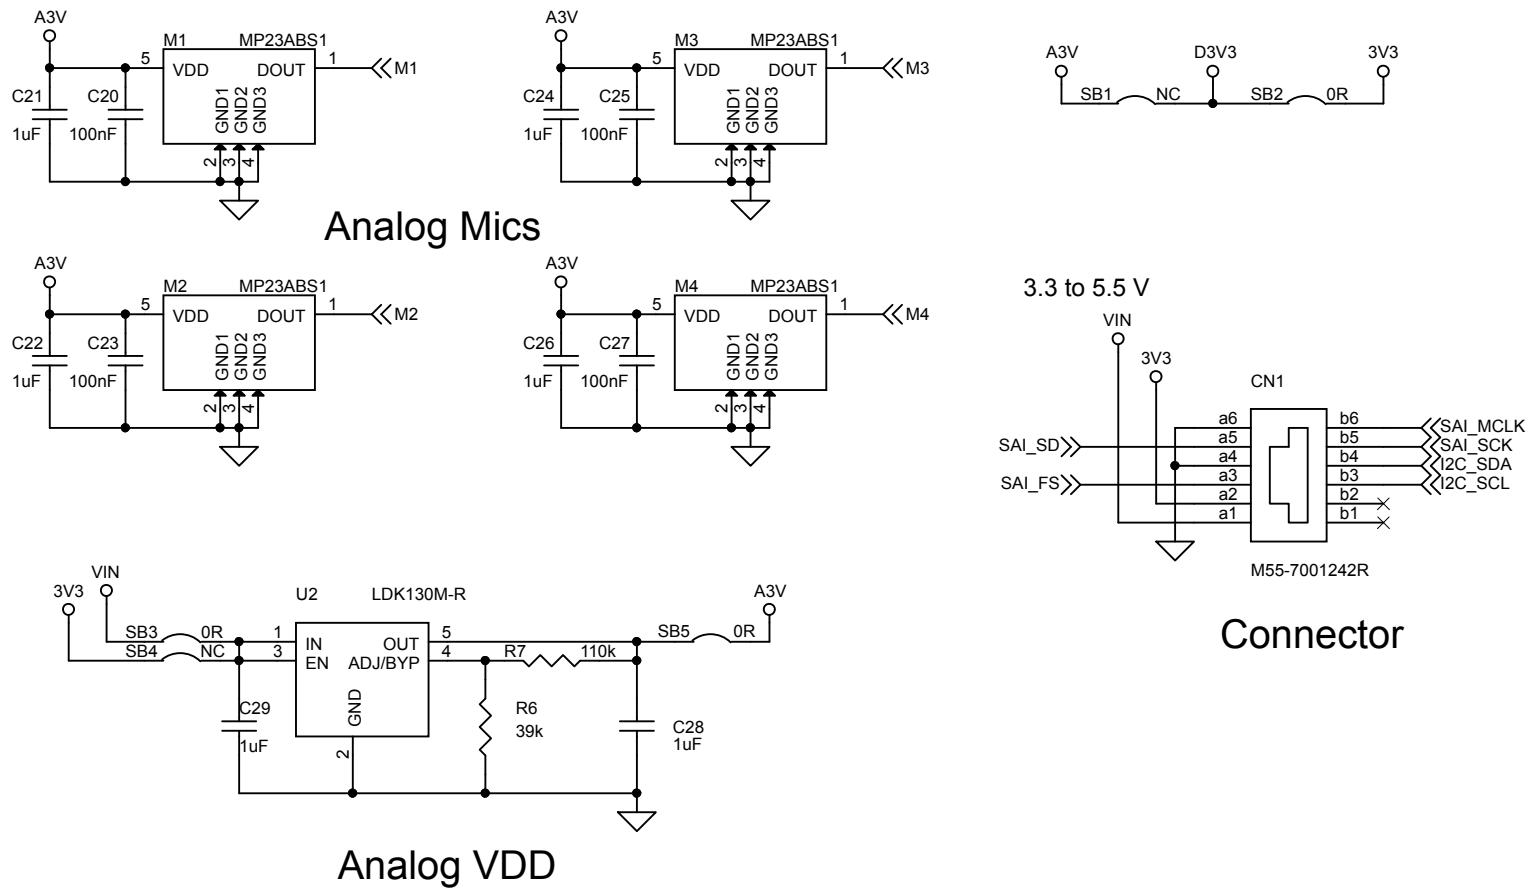 A3V
M1 MP23ABS1
5 VDD DOUT 1 M1
C21 C20
1uF 100nF
GND1 GND2 GND3
2 3 4
A3V
M3 MP23ABS1
5 VDD DOUT 1 M3
C24 C25
1uF 100nF
GND1 GND2 GND3
2 3 4
A3V D3V3 3V3
SB1 NC SB2 0R
Analog Mics
A3V
M2 MP23ABS1
5 VDD DOUT 1 M2
C22 C23
1uF 100nF
GND1 GND2 GND3
2 3 4
A3V
M4 MP23ABS1
5 VDD DOUT 1 M4
C26 C27
1uF 100nF
GND1 GND2 GND3
2 3 4
3.3 to 5.5 V
VIN
3V3
CN1
a6 b6 SAI_MCLK
SAI_SD a5 b5 SAI_SCK
a4 b4 I2C_SDA
SAI_FS a3 b3 I2C_SCL
a2 b2
a1 b1
M55-7001242R
Connector
VIN
3V3
U2 LDK130M-R
A3V
SB3 0R 1 IN OUT 5 SB5 0R
SB4 NC 3 EN ADJ/BYP 4 R7 110k
GND
2
C29
1uF
R6
39k
C28
1uF
Analog VDD